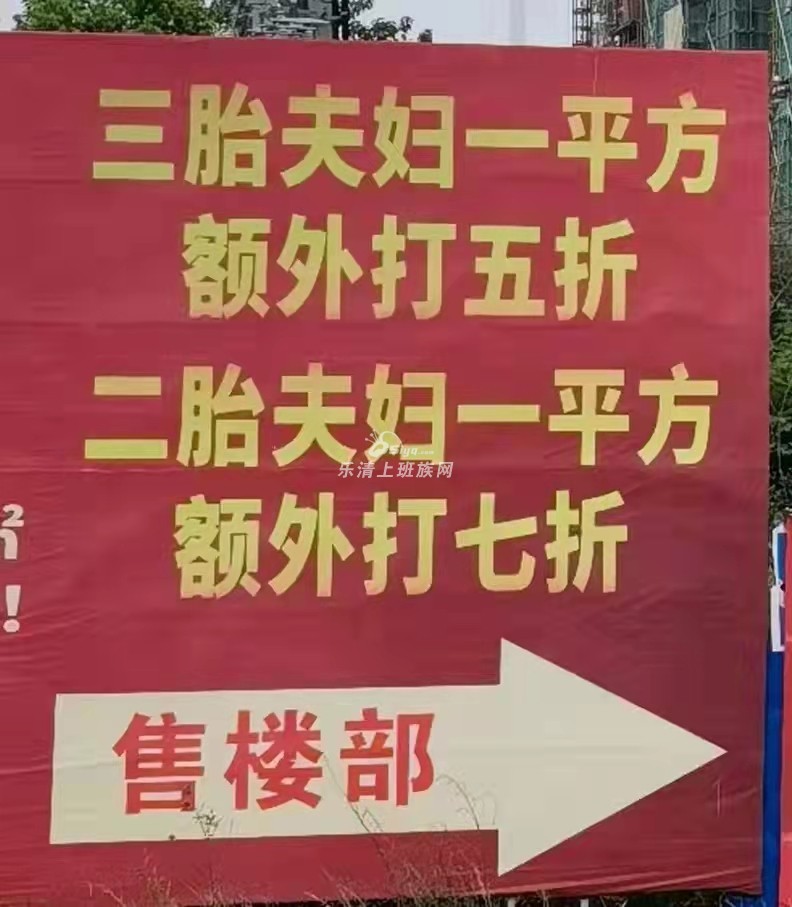 三胎夫妇一平方
额外打五折
二胎夫妇一平方
额外打七折
乐清上班族网
！
售楼部